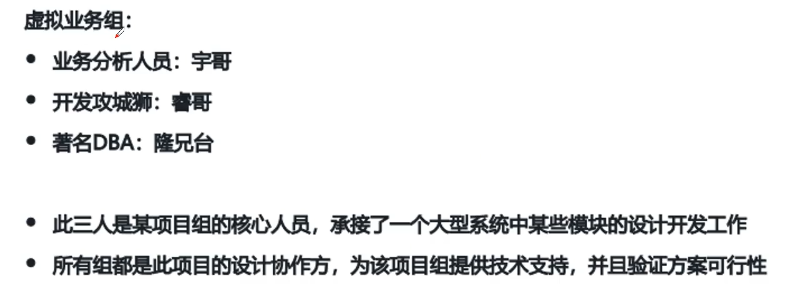 虚拟业务组：
• 业务分析人员：宇哥
• 开发攻城狮：睿哥
• 著名DBA：隆兄台
• 此三人是某项目组的核心人员，承接了一个大型系统中某些模块的设计开发工作
• 所有组都是此项目的设计协作方，为该项目组提供技术支持，并且验证方案可行性